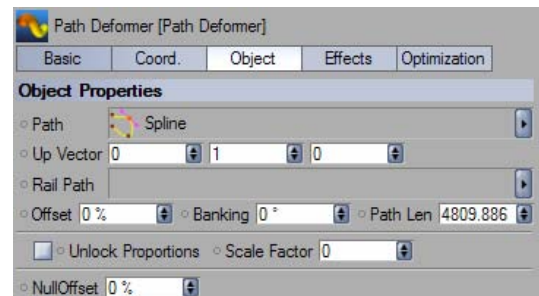 Path Deformer [Path Deformer]
Basic Coord. Object Effects Optimization
Object Properties
Path Spline
Up Vector 0 1 0
Rail Path
Offset 0 % Banking 0 ° Path Len 4809.886
Unlock Proportions Scale Factor 0
NullOffset 0 %